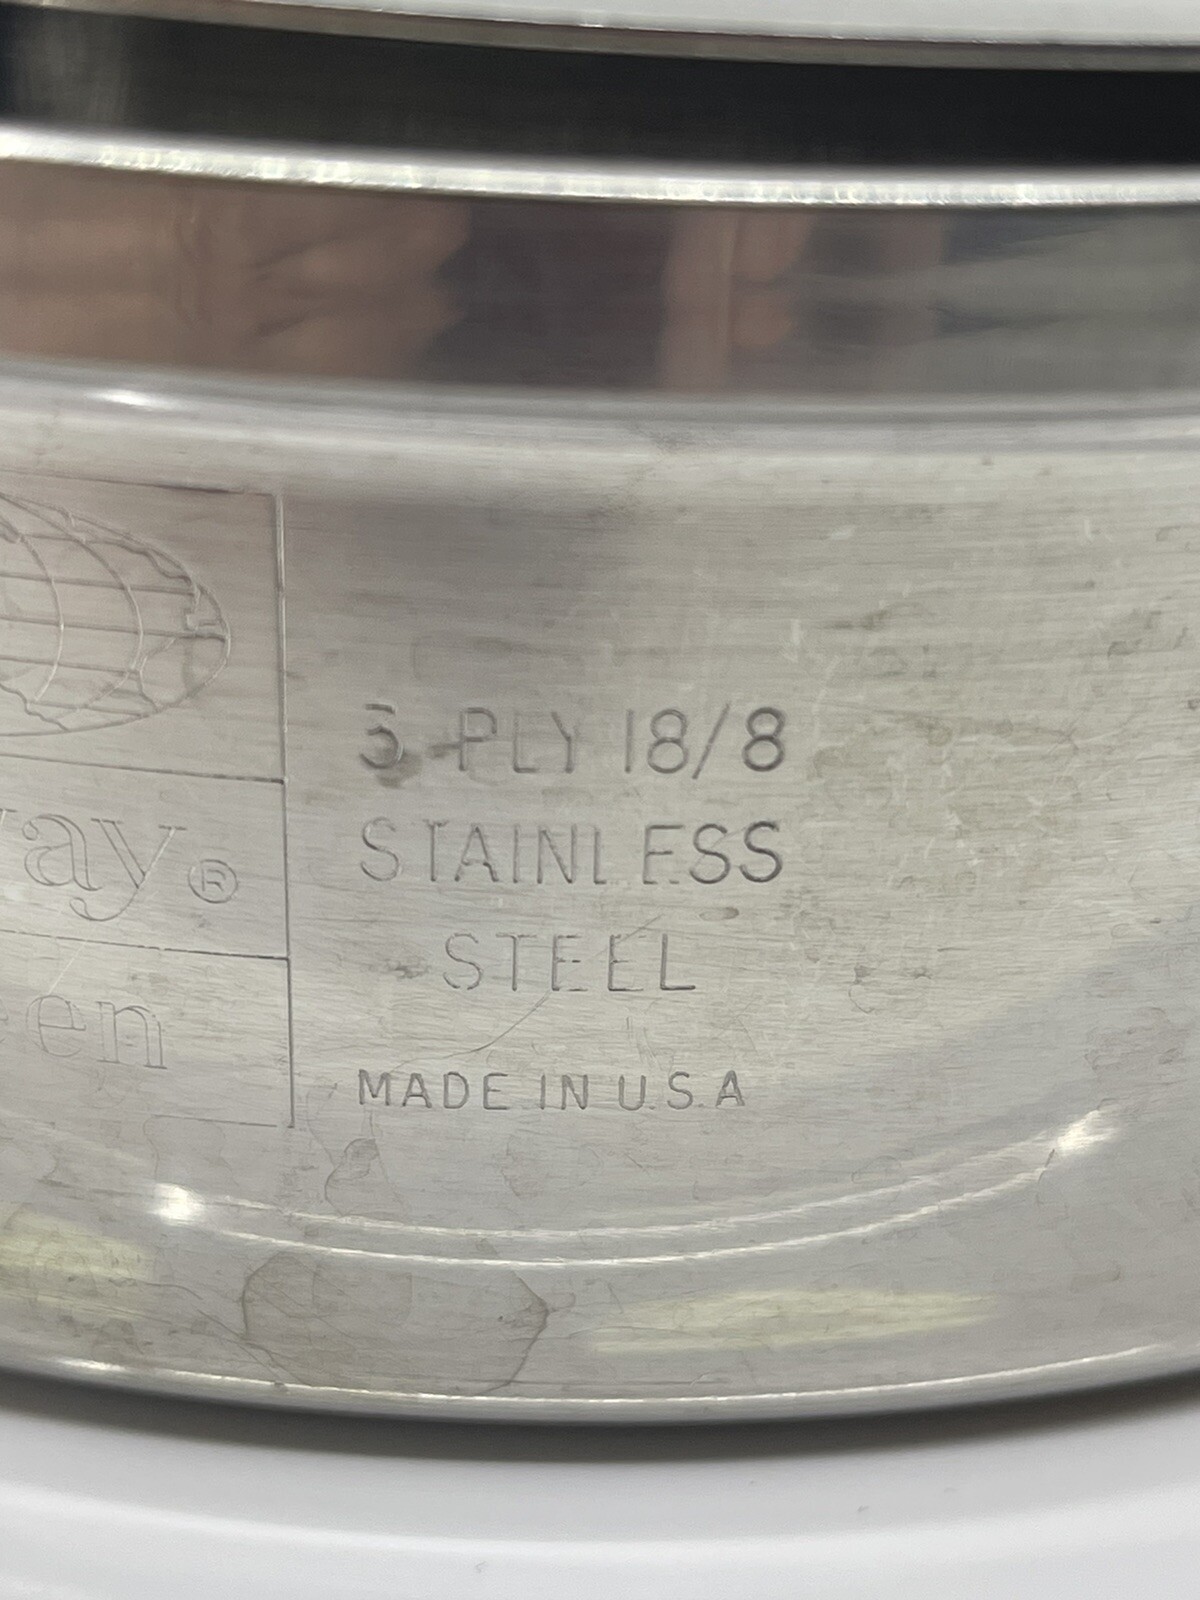 3-PLY 18/8
STAINLESS
STEEL
MADE IN U.S.A